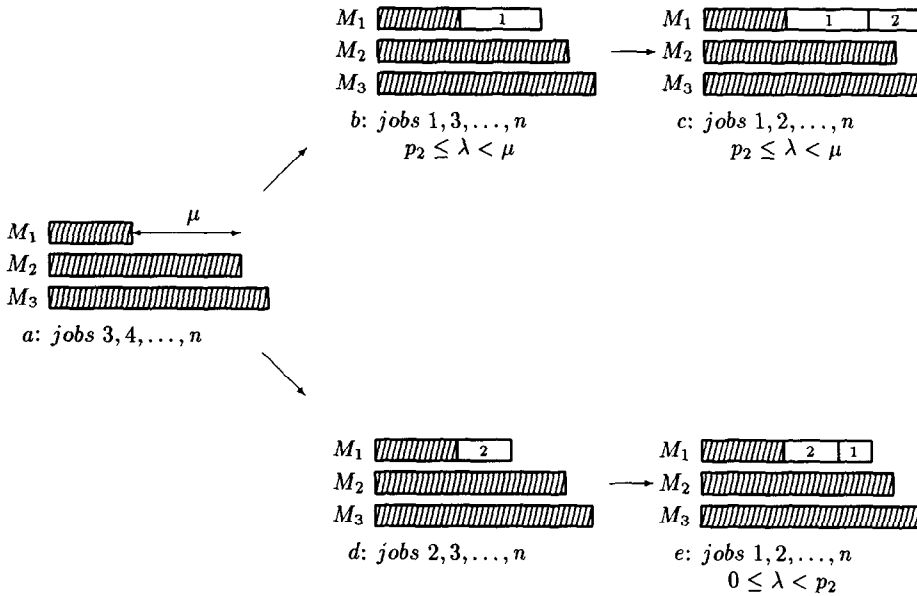 M₁ 1
M₂
M₃
b: jobs 1, 3, . . . , n
p₂ ≤ λ < μ
M₁ 1 2
M₂
M₃
c: jobs 1, 2, . . . , n
p₂ ≤ λ < μ
μ
M₁
M₂
M₃
a: jobs 3, 4, . . . , n
M₁ 2
M₂
M₃
d: jobs 2, 3, . . . , n
M₁ 2 1
M₂
M₃
e: jobs 1, 2, . . . , n
0 ≤ λ < p₂